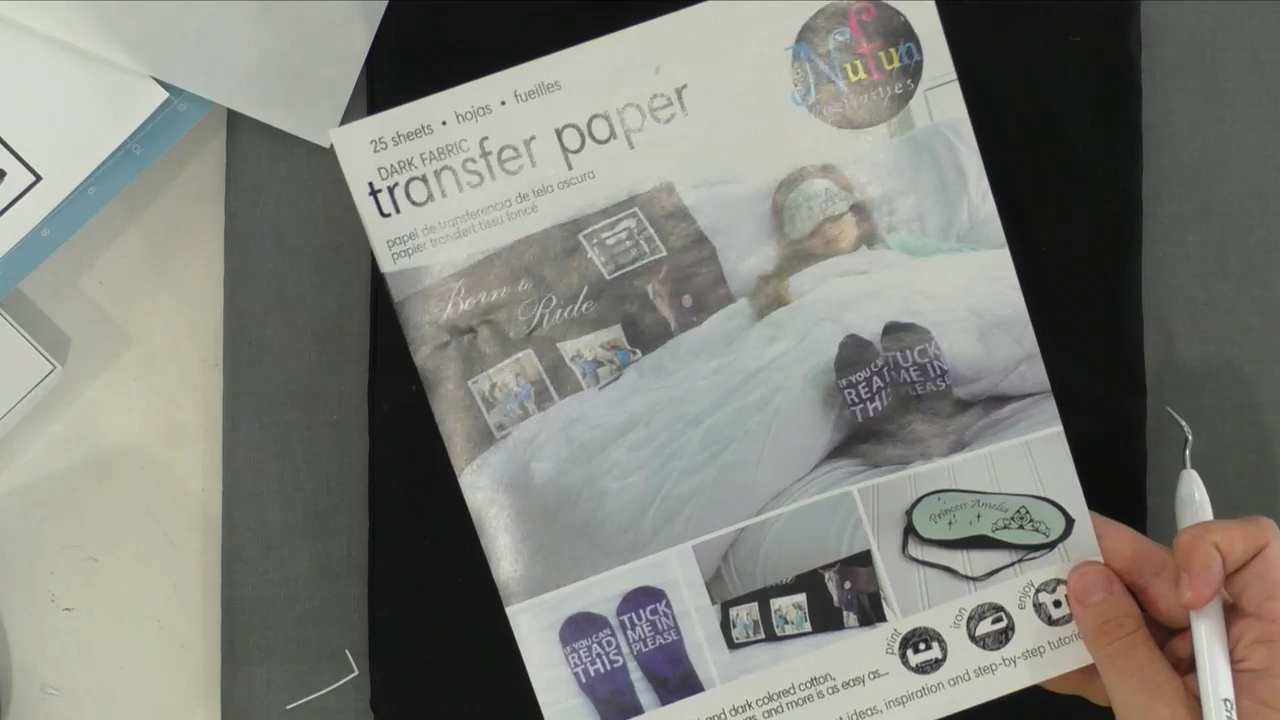 25 sheets • hojas • fueilles
DARK FABRIC
transfer paper
papel de transferencia de tela oscura
papier transfert tissu foncé
Nufun
Born to
Ride
IF YOU CAN
READ
THIS
TUCK
ME IN
PLEASE
Princess Amelia
IF YOU CAN
READ
THIS
TUCK
ME IN
PLEASE
print
iron
enjoy
and dark colored cotton,
and more is as easy as...
ideas, inspiration and step-by-step